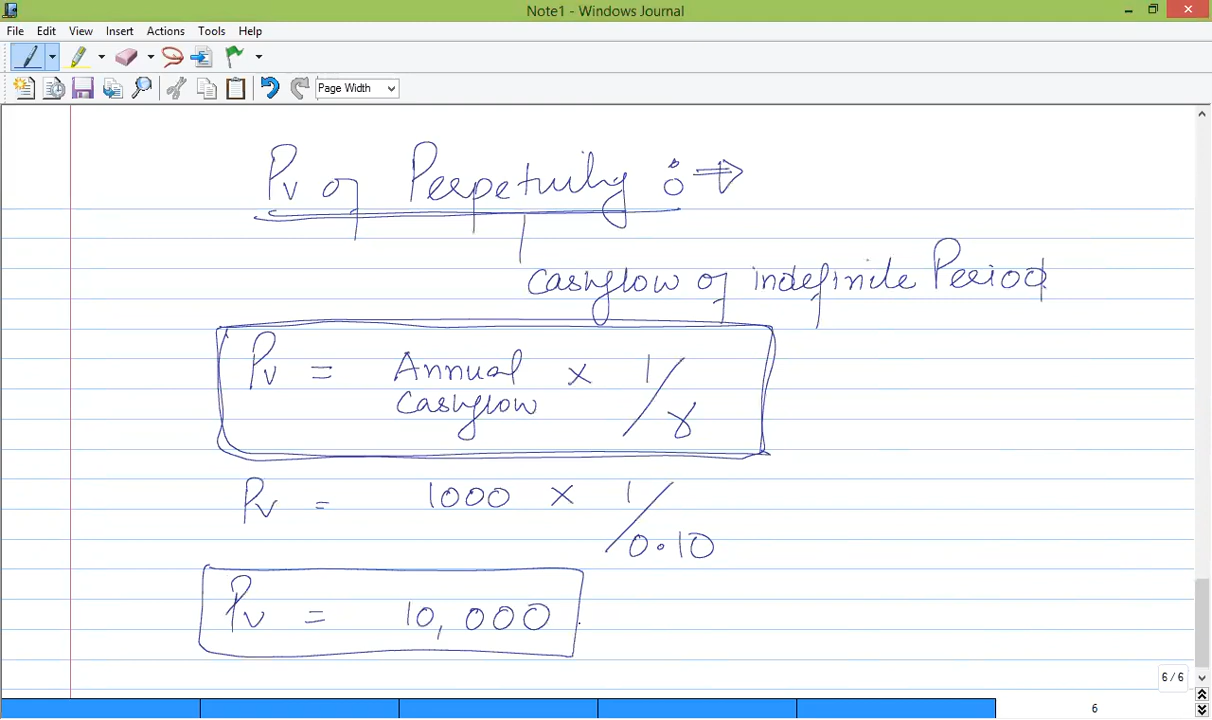 Note1 - Windows Journal
File Edit View Insert Actions Tools Help
Page Width
Pv of Perpetuity :⇒
cashflow of indefinite Period
Pv = Annual Cashflow × 1/r
Pv = 1000 × 1/0.10
Pv = 10,000
6 / 6
6